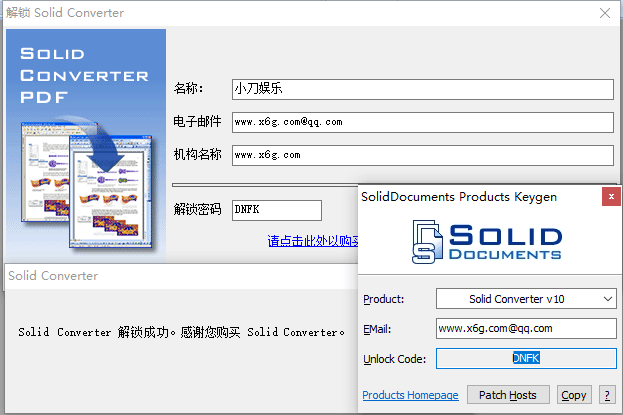 解锁 Solid Converter
SOLID
CONVERTER
PDF
名称：
小刀娱乐
电子邮件
www.x6g.com@qq.com
机构名称
www.x6g.com
解锁密码
DNFK
请点击此处以购
Solid Converter
Solid Converter 解锁成功。感谢您购买 Solid Converter。
SolidDocuments Products Keygen
SOLID
DOCUMENTS
Product:
Solid Converter v10
EMail:
www.x6g.com@qq.com
Unlock Code:
DNFK
Products Homepage
Patch Hosts
Copy
?